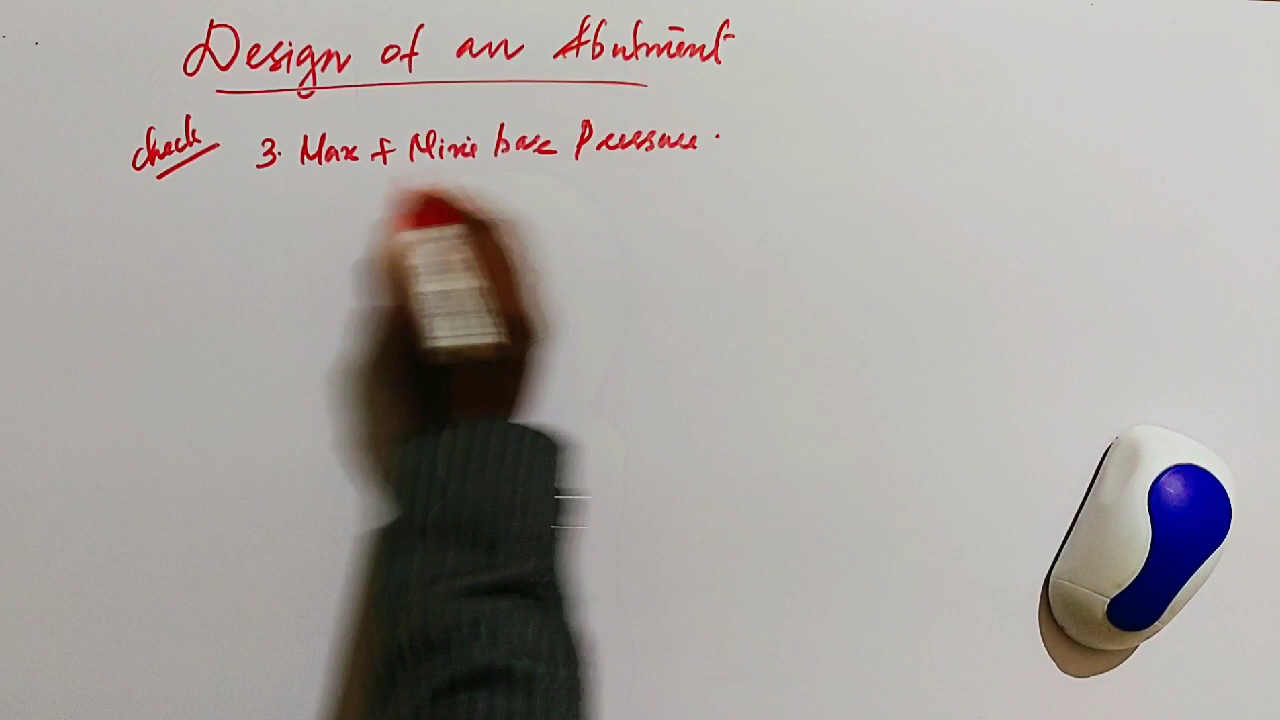 Design of an Abutment
Check 3. Max & Mini base Pressure.